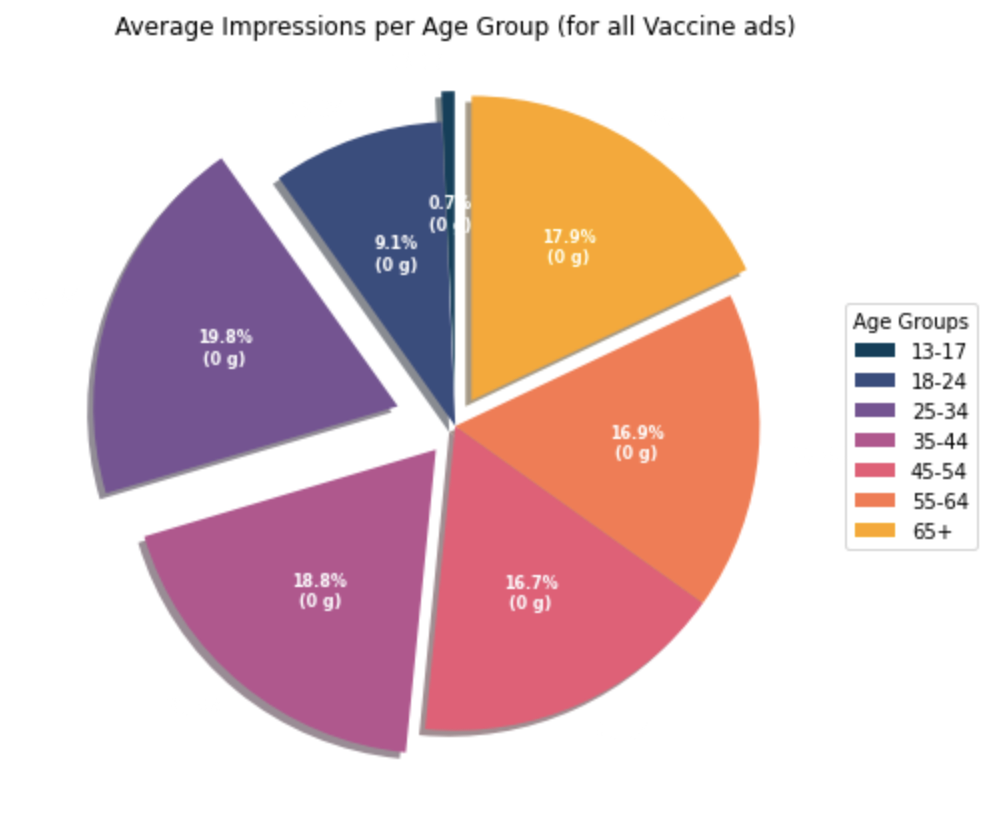 Average Impressions per Age Group (for all Vaccine ads)
0.7%
(0 g)
9.1%
(0 g)
17.9%
(0 g)
19.8%
(0 g)
16.9%
(0 g)
18.8%
(0 g)
16.7%
(0 g)
Age Groups
13-17
18-24
25-34
35-44
45-54
55-64
65+